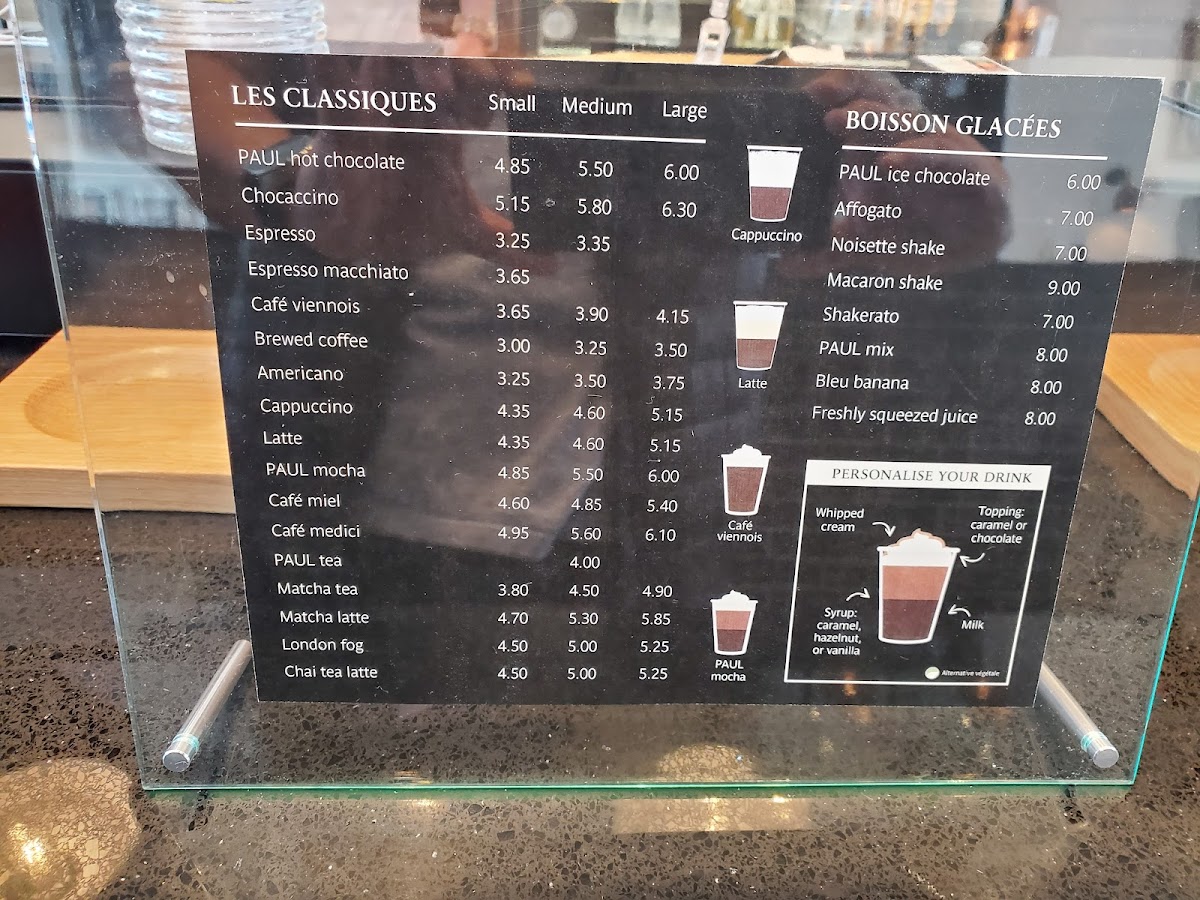 LES CLASSIQUES Small Medium Large
PAUL hot chocolate 4.85 5.50 6.00
Chocaccino 5.15 5.80 6.30
Espresso 3.25 3.35
Espresso macchiato 3.65
Café viennois 3.65 3.90 4.15
Brewed coffee 3.00 3.25 3.50
Americano 3.25 3.50 3.75
Cappuccino 4.35 4.60 5.15
Latte 4.35 4.60 5.15
PAUL mocha 4.85 5.50 6.00
Café miel 4.60 4.85 5.40
Café medici 4.95 5.60 6.10
PAUL tea 4.00
Matcha tea 3.80 4.50 4.90
Matcha latte 4.70 5.30 5.85
London fog 4.50 5.00 5.25
Chai tea latte 4.50 5.00 5.25
Cappuccino
Latte
Café
viennois
PAUL
mocha
BOISSON GLACÉES
PAUL ice chocolate 6.00
Affogato 7.00
Noisette shake 7.00
Macaron shake 9.00
Shakerato 7.00
PAUL mix 8.00
Bleu banana 8.00
Freshly squeezed juice 8.00
PERSONALISE YOUR DRINK
Whipped
cream
Topping:
caramel or
chocolate
Syrup:
caramel,
hazelnut,
or vanilla
Milk
Alternative végétale